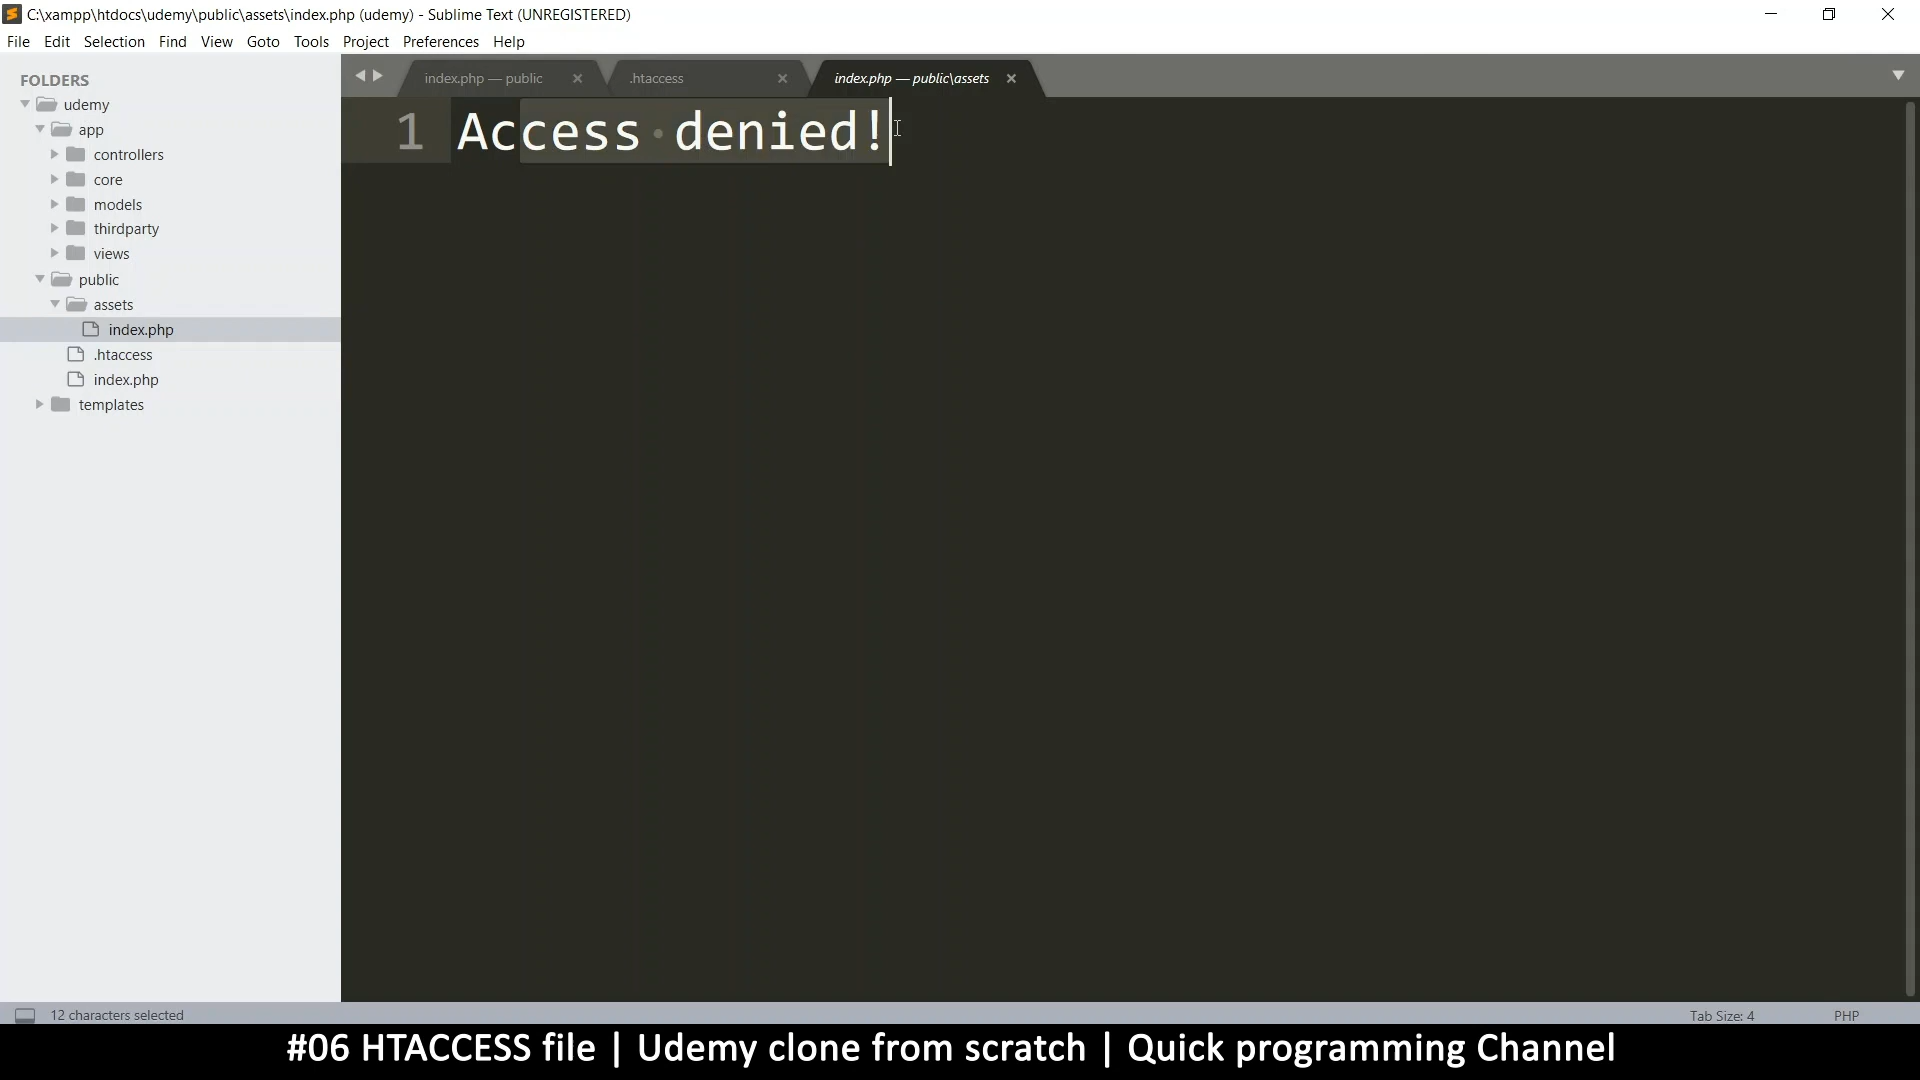 C:\xampp\htdocs\udemy\public\assets\index.php (udemy) - Sublime Text (UNREGISTERED)
File Edit Selection Find View Goto Tools Project Preferences Help
FOLDERS
udemy
app
controllers
core
models
thirdparty
views
public
assets
index.php
.htaccess
index.php
templates
index.php — public
.htaccess
index.php — public\assets
1 Access denied!
12 characters selected
Tab Size: 4
PHP
#06 HTACCESS file | Udemy clone from scratch | Quick programming Channel